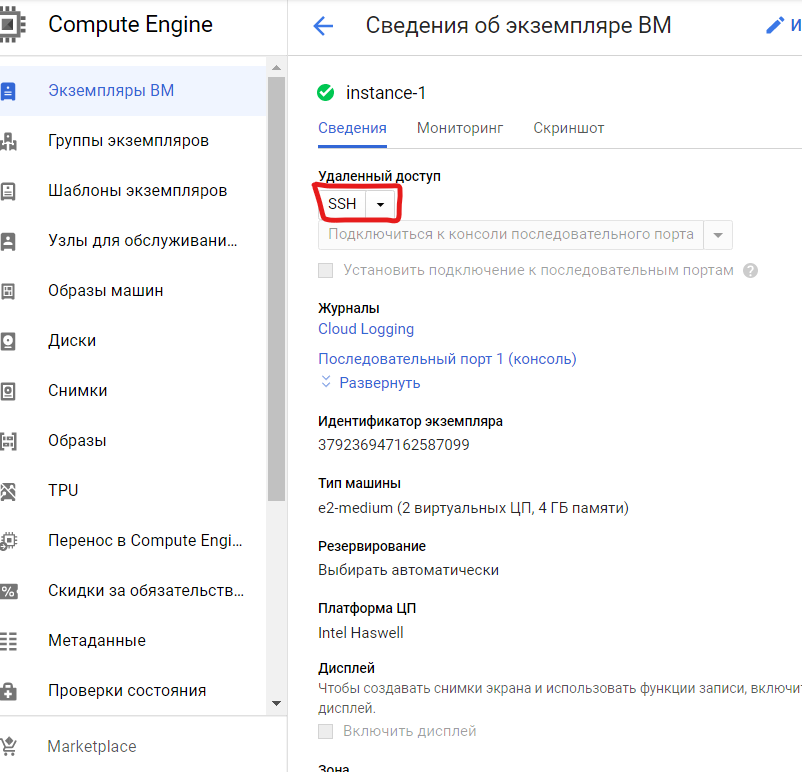 Compute Engine
Экземпляры ВМ
Группы экземпляров
Шаблоны экземпляров
Узлы для обслуживани...
Образы машин
Диски
Снимки
Образы
TPU
Перенос в Compute Engi...
Скидки за обязательств...
Метаданные
Проверки состояния
Marketplace
Сведения об экземпляре ВМ
И
instance-1
Сведения Мониторинг Скриншот
Удаленный доступ
SSH
Подключиться к консоли последовательного порта
Установить подключение к последовательным портам ?
Журналы
Cloud Logging
Последовательный порт 1 (консоль)
Развернуть
Идентификатор экземпляра
379236947162587099
Тип машины
e2-medium (2 виртуальных ЦП, 4 ГБ памяти)
Резервирование
Выбирать автоматически
Платформа ЦП
Intel Haswell
Дисплей
Чтобы создавать снимки экрана и использовать функции записи, включит
дисплей.
Включить дисплей
Зона